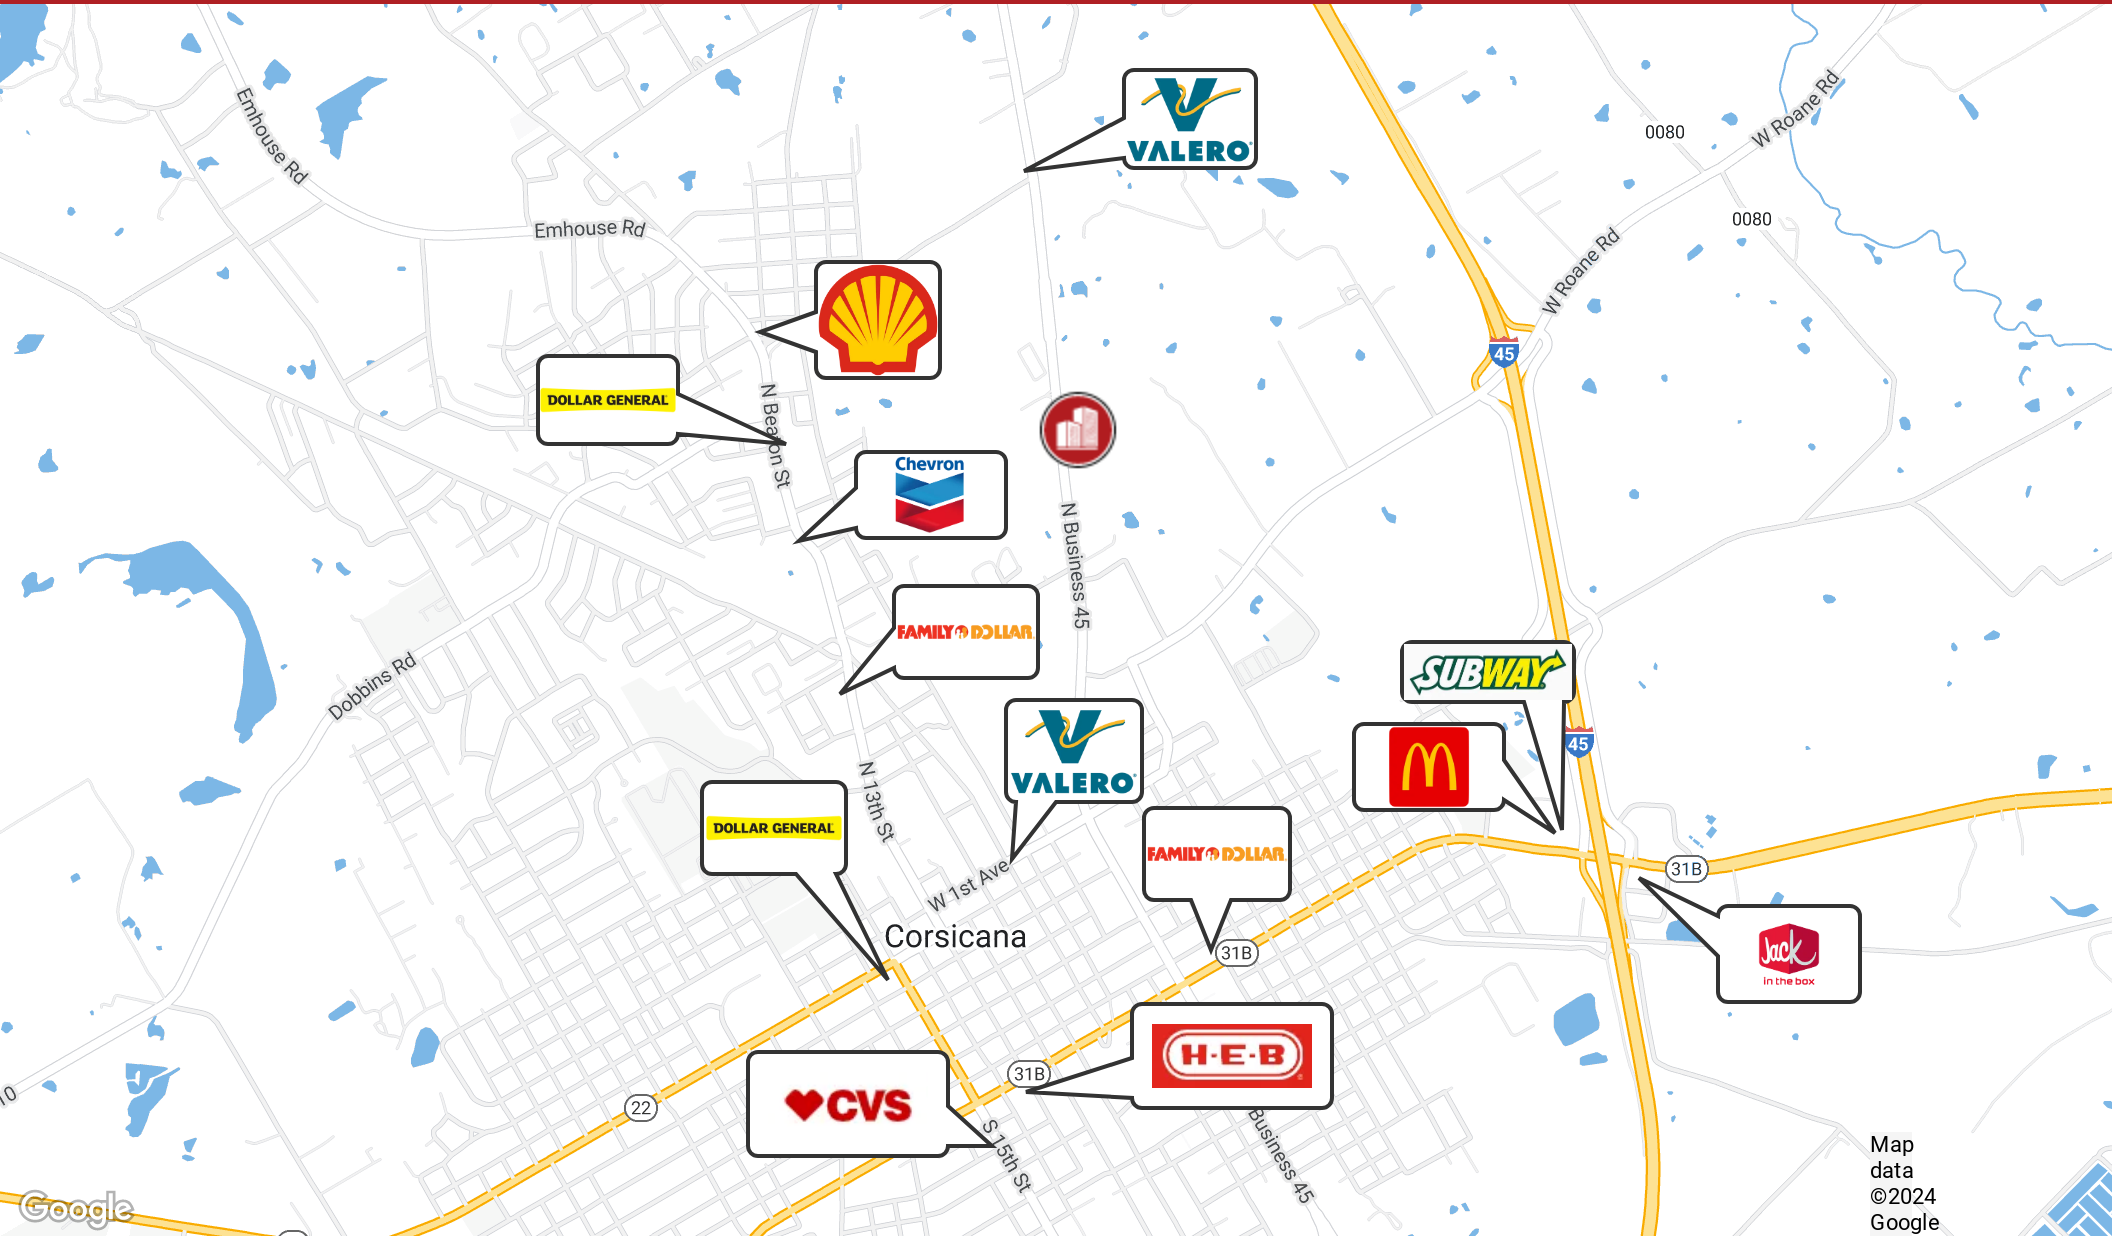 VALERO
Emhouse Rd
W Roane Rd
0080
0080
Emhouse Rd
W Roane Rd
45
DOLLAR GENERAL
N Beaton St
Chevron
N Business 45
FAMILY DOLLAR
SUBWAY
Dobbins Rd
45
VALERO
N 13th St
DOLLAR GENERAL
FAMILY DOLLAR
W 1st Ave
31B
Corsicana
31B
Jack
in the box
H-E-B
31B
CVS
22
10
S 15th St
Business 45
Map
data
©2024
Google
Google